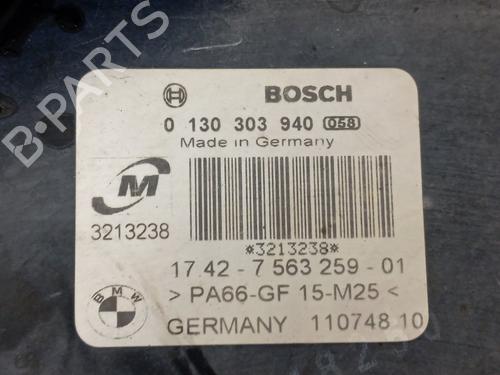 BOSCH
0 130 303 940 058
Made in Germany
M
3213238
*3213238*
17.42 - 7 563 259 - 01
> PA66-GF 15-M25 <
BMW
GERMANY 110748 10
B-PARTS